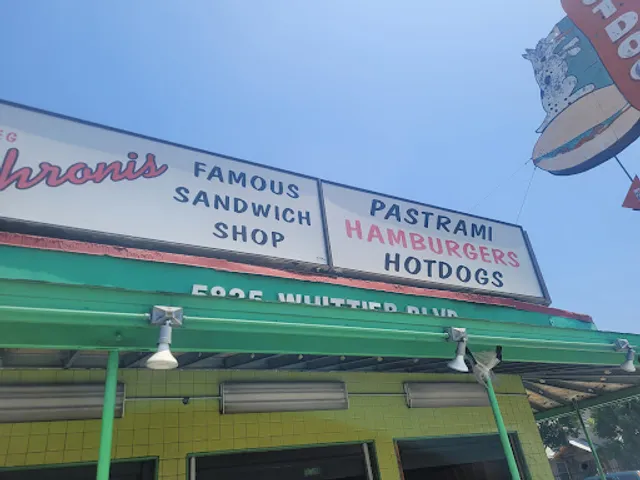 hronis
FAMOUS
SANDWICH
SHOP
PASTRAMI
HAMBURGERS
HOTDOGS
WHITTIER BLVD